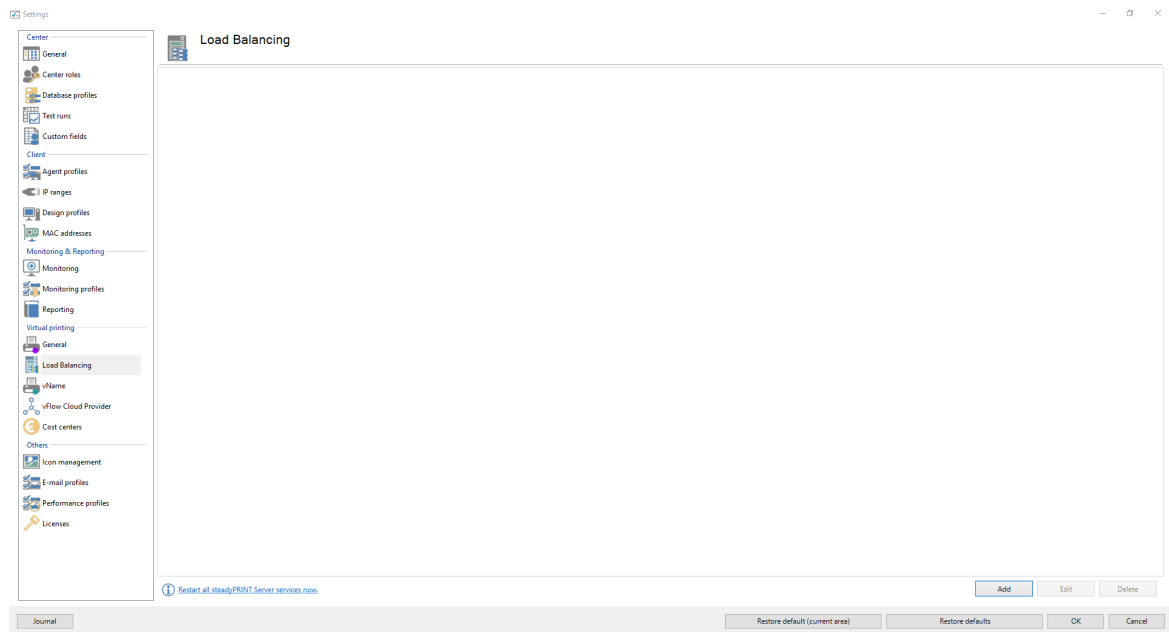 Settings
Center
General
Center roles
Database profiles
Test runs
Custom fields
Client
Agent profiles
IP ranges
Design profiles
MAC addresses
Monitoring & Reporting
Monitoring
Monitoring profiles
Reporting
Virtual printing
General
Load Balancing
vName
vFlow Cloud Provider
Cost centers
Others
Icon management
E-mail profiles
Performance profiles
Licenses
Load Balancing
Restart all steadyPRINT Server services now.
Add Edit Delete
Journal Restore default (current area) Restore defaults OK Cancel